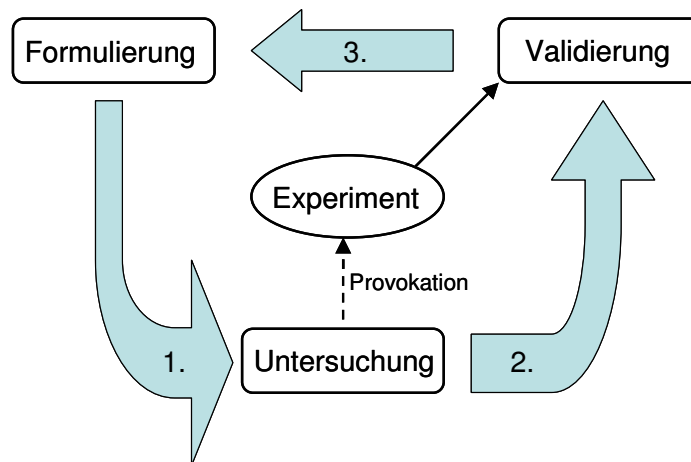 Formulierung
3.
Validierung
Experiment
Provokation
1.
Untersuchung
2.